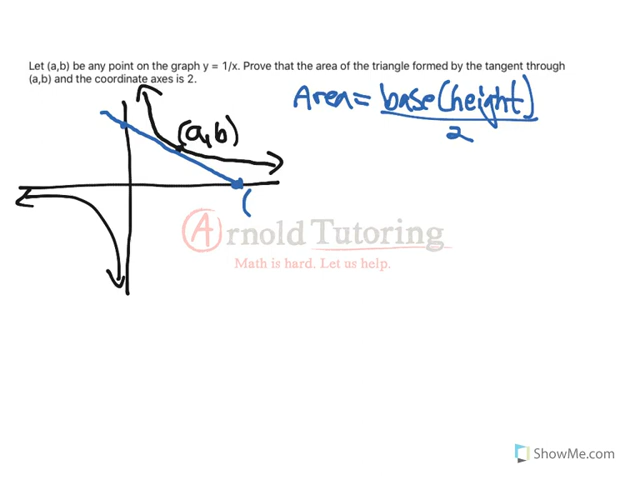 Let (a,b) be any point on the graph y = 1/x. Prove that the area of the triangle formed by the tangent through
(a,b) and the coordinate axes is 2.
Area = base(height)
2
(a,b)
(
Arnold Tutoring
Math is hard. Let us help.
ShowMe.com